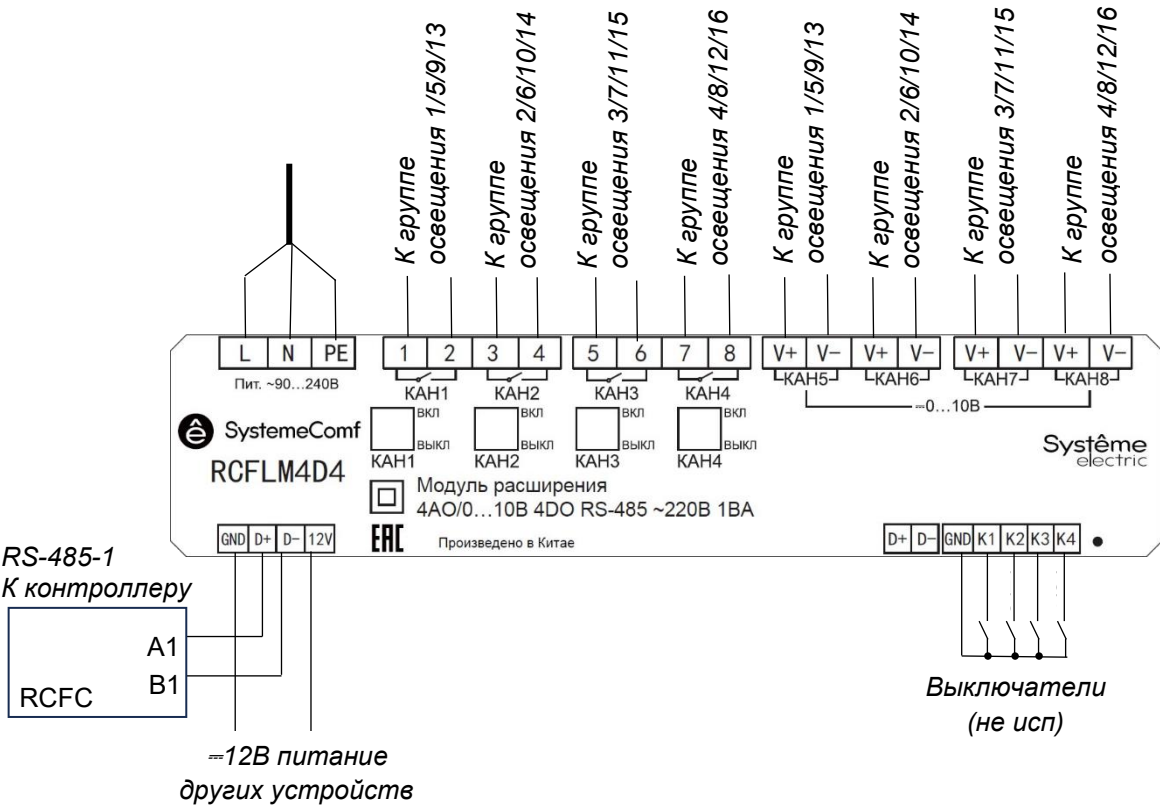 К группе
освещения 1/5/9/13
К группе
освещения 2/6/10/14
К группе
освещения 3/7/11/15
К группе
освещения 4/8/12/16
К группе
освещения 1/5/9/13
К группе
освещения 2/6/10/14
К группе
освещения 3/7/11/15
К группе
освещения 4/8/12/16
L N PE 1 2 3 4 5 6 7 8 V+ V- V+ V- V+ V- V+ V-
Пит. ~90...240В
КАН1 КАН2 КАН3 КАН4 КАН5 КАН6 КАН7 КАН8
⎓0...10В
ВКЛ ВКЛ ВКЛ ВКЛ
ВЫКЛ ВЫКЛ ВЫКЛ ВЫКЛ
КАН1 КАН2 КАН3 КАН4
ê SystemeComf
RCFLM4D4
Systême
electric
Модуль расширения
4АО/0...10В 4DO RS-485 ~220В 1ВА
EAC Произведено в Китае
GND D+ D- 12V
D+ D- GND K1 K2 K3 K4
RS-485-1
К контроллеру
A1
B1
RCFC
⎓12В питание
других устройств
Выключатели
(не исп)